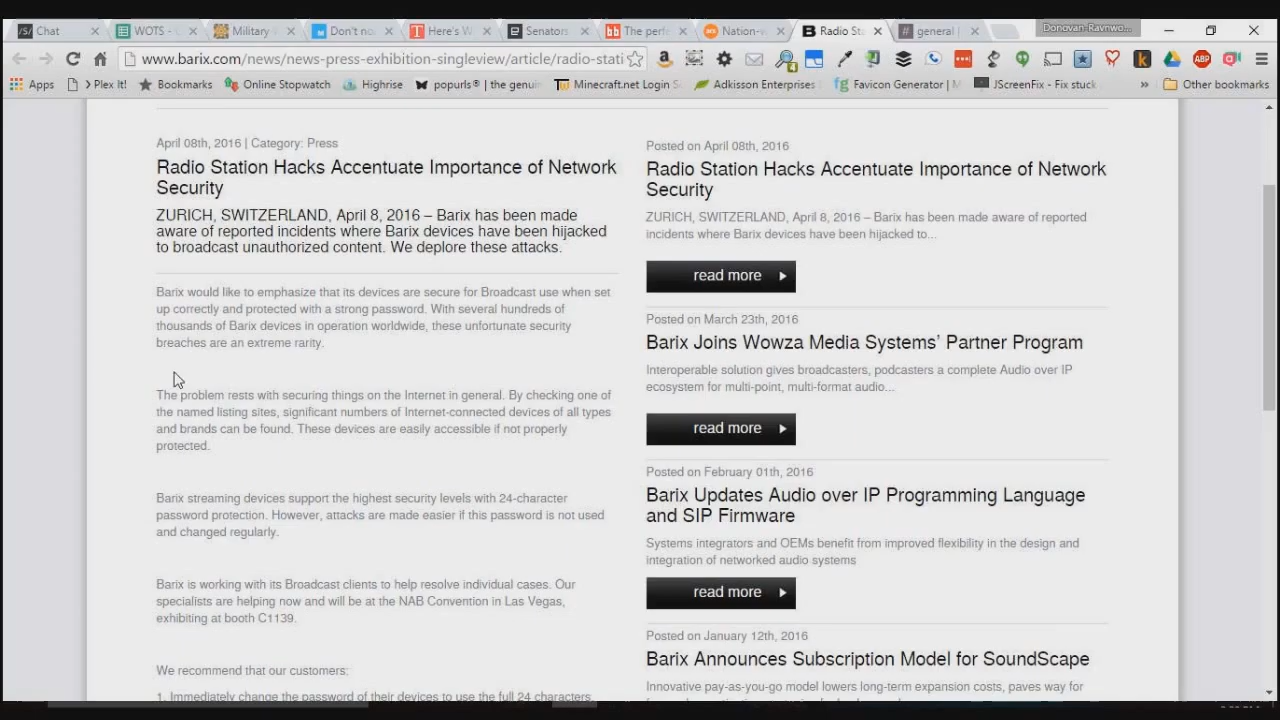 Chat
WOTS -
Military
Don't no
Here's W
Senators
The perfe
Nation-w
Radio St
general
Donovan-Ravnwo...
www.barix.com/news/news-press-exhibition-singleview/article/radio-stati
Apps
> Plex It!
Bookmarks
Online Stopwatch
Highrise
popurls® | the genuin
Minecraft.net Login S
Adkisson Enterprises
Favicon Generator | M
JScreenFix - Fix stuck
»
Other bookmarks
April 08th, 2016 | Category: Press
Radio Station Hacks Accentuate Importance of Network
Security
ZURICH, SWITZERLAND, April 8, 2016 – Barix has been made
aware of reported incidents where Barix devices have been hijacked
to broadcast unauthorized content. We deplore these attacks.
Barix would like to emphasize that its devices are secure for Broadcast use when set
up correctly and protected with a strong password. With several hundreds of
thousands of Barix devices in operation worldwide, these unfortunate security
breaches are an extreme rarity.
The problem rests with securing things on the Internet in general. By checking one of
the named listing sites, significant numbers of Internet-connected devices of all types
and brands can be found. These devices are easily accessible if not properly
protected.
Barix streaming devices support the highest security levels with 24-character
password protection. However, attacks are made easier if this password is not used
and changed regularly.
Barix is working with its Broadcast clients to help resolve individual cases. Our
specialists are helping now and will be at the NAB Convention in Las Vegas,
exhibiting at booth C1139.
We recommend that our customers:
1. Immediately change the password of their devices to use the full 24 characters.
Posted on April 08th, 2016
Radio Station Hacks Accentuate Importance of Network
Security
ZURICH, SWITZERLAND, April 8, 2016 – Barix has been made aware of reported
incidents where Barix devices have been hijacked to...
read more
Posted on March 23th, 2016
Barix Joins Wowza Media Systems' Partner Program
Interoperable solution gives broadcasters, podcasters a complete Audio over IP
ecosystem for multi-point, multi-format audio...
read more
Posted on February 01th, 2016
Barix Updates Audio over IP Programming Language
and SIP Firmware
Systems integrators and OEMs benefit from improved flexibility in the design and
integration of networked audio systems
read more
Posted on January 12th, 2016
Barix Announces Subscription Model for SoundScape
Innovative pay-as-you-go model lowers long-term expansion costs, paves way for